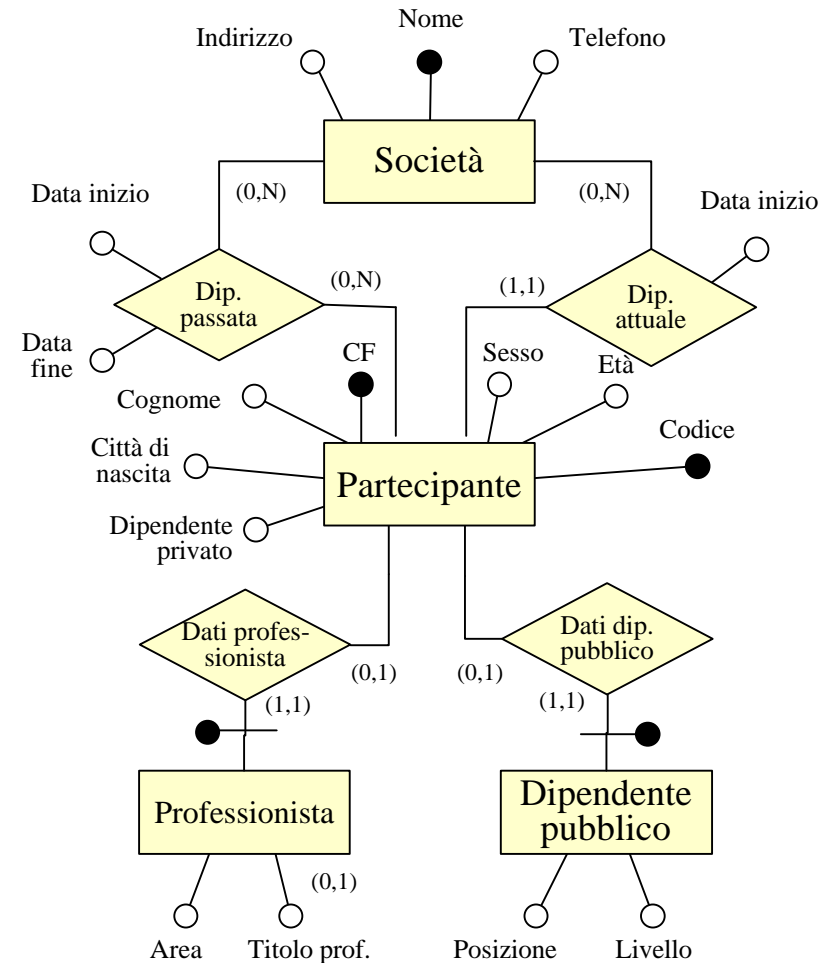 Nome
Indirizzo
Telefono
Società
(0,N)
(0,N)
Data inizio
Data inizio
(0,N)
(1,1)
Dip.
passata
Dip.
attuale
Data
fine
CF
Sesso
Età
Cognome
Codice
Città di
nascita
Partecipante
Dipendente
privato
Dati profes-
sionista
Dati dip.
pubblico
(0,1)
(0,1)
(1,1)
(1,1)
Professionista
Dipendente
pubblico
(0,1)
Area
Titolo prof.
Posizione
Livello